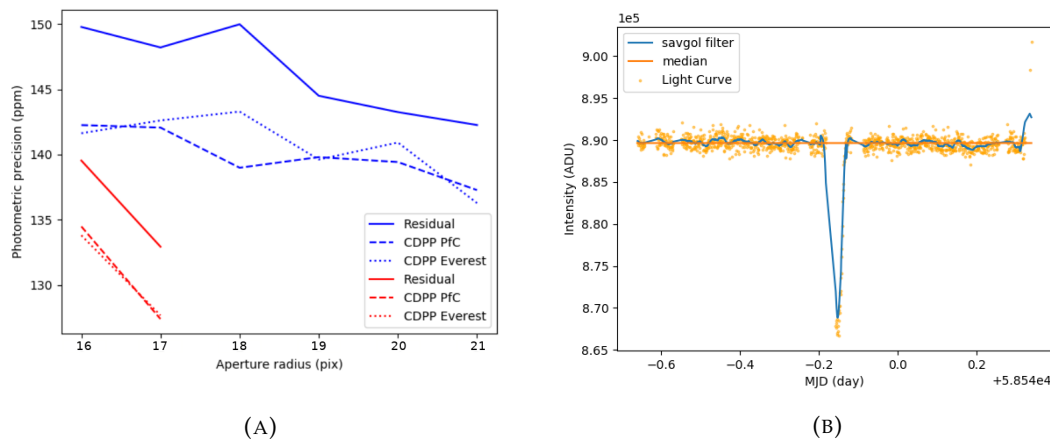 150
145
140
135
130
Photometric precision (ppm)
Residual
CDPP PfC
CDPP Everest
Residual
CDPP PfC
CDPP Everest
16 17 18 19 20 21
Aperture radius (pix)
(A)
1e5
9.00
8.95
8.90
8.85
8.80
8.75
8.70
8.65
Intensity (ADU)
savgol filter
median
Light Curve
−0.6 −0.4 −0.2 0.0 0.2
MJD (day)
+5.854e4
(B)